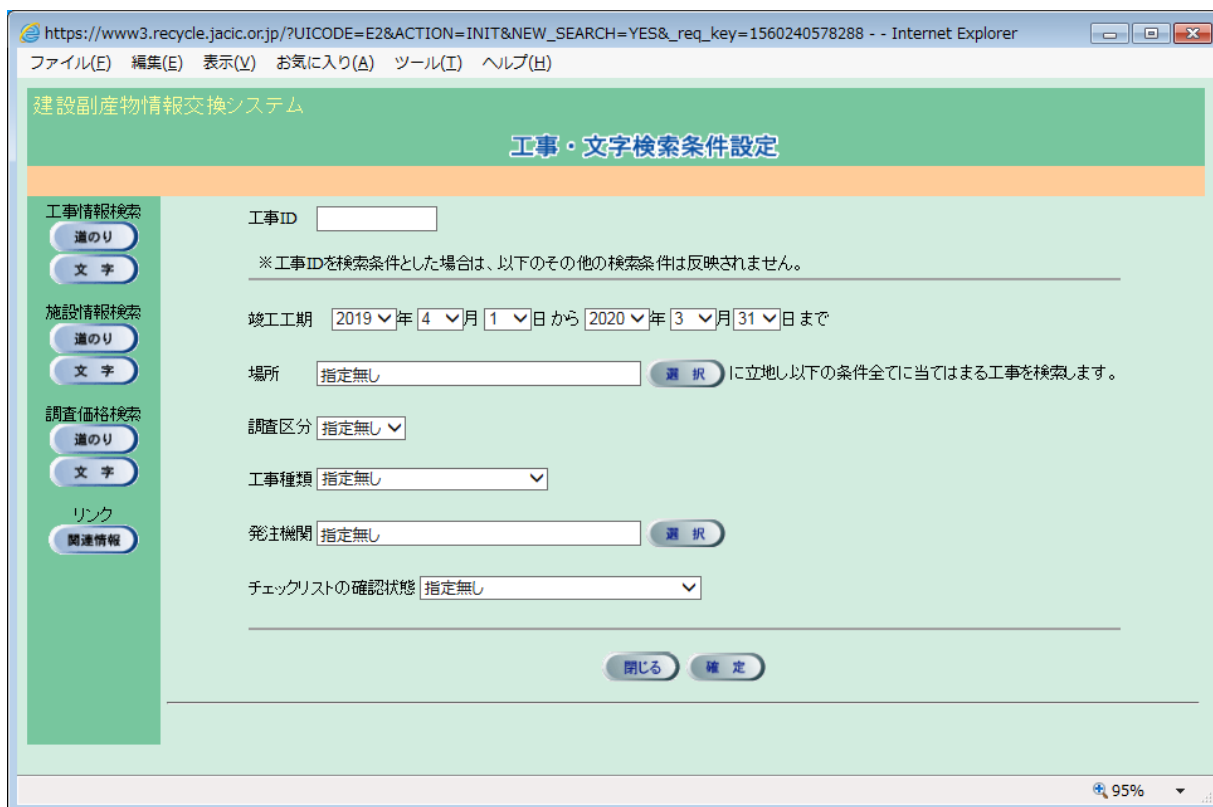 https://www3.recycle.jacic.or.jp/?UICODE=E2&ACTION=INIT&NEW_SEARCH=YES&_req_key=1560240578288 - - Internet Explorer
ファイル(F) 編集(E) 表示(V) お気に入り(A) ツール(T) ヘルプ(H)
建設副産物情報交換システム
工事・文字検索条件設定
工事情報検索
道のり
文 字
施設情報検索
道のり
文 字
調査価格検索
道のり
文 字
リンク
関連情報
工事ID
※工事IDを検索条件とした場合は、以下のその他の検索条件は反映されません。
竣工工期 2019年 4月 1日 から 2020年 3月 31日 まで
場所 指定無し 選 択 に立地し以下の条件全てに当てはまる工事を検索します。
調査区分 指定無し
工事種類 指定無し
発注機関 指定無し 選 択
チェックリストの確認状態 指定無し
閉じる 確 定
95%